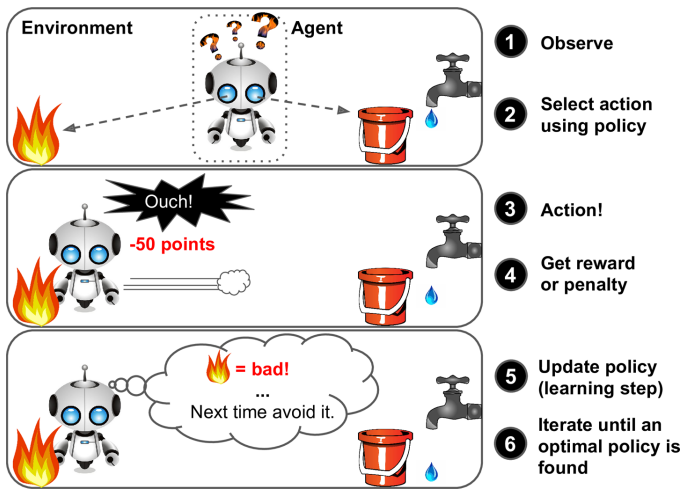 Environment
Agent
? ? ?
1 Observe
2 Select action
using policy
Ouch!
-50 points
3 Action!
4 Get reward
or penalty
= bad!
...
Next time avoid it.
5 Update policy
(learning step)
6 Iterate until an
optimal policy is
found